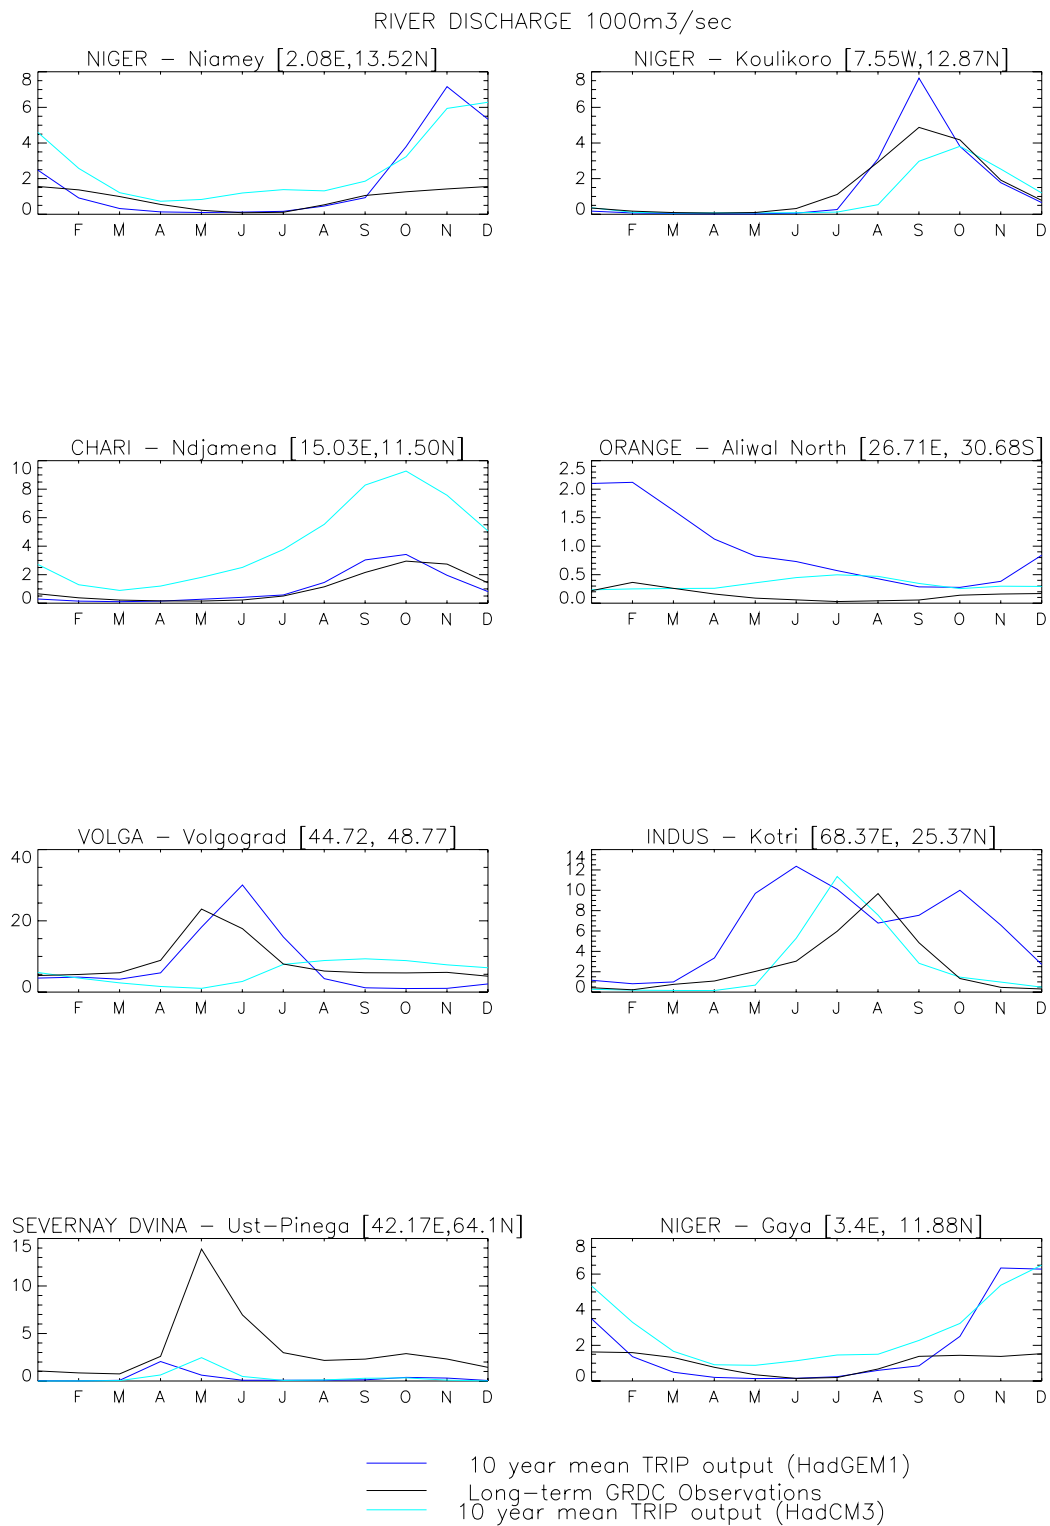 RIVER DISCHARGE 1000m3/sec
NIGER – Niamey [2.08E,13.52N]
8
6
4
2
0
F M A M J J A S O N D
NIGER – Koulikoro [7.55W,12.87N]
8
6
4
2
0
F M A M J J A S O N D
CHARI – Ndjamena [15.03E,11.50N]
10
8
6
4
2
0
F M A M J J A S O N D
ORANGE – Aliwal North [26.71E, 30.68S]
2.5
2.0
1.5
1.0
0.5
0.0
F M A M J J A S O N D
VOLGA – Volgograd [44.72, 48.77]
40
20
0
F M A M J J A S O N D
INDUS – Kotri [68.37E, 25.37N]
14
12
10
8
6
4
2
0
F M A M J J A S O N D
SEVERNAY DVINA – Ust–Pinega [42.17E,64.1N]
15
10
5
0
F M A M J J A S O N D
NIGER – Gaya [3.4E, 11.88N]
8
6
4
2
0
F M A M J J A S O N D
10 year mean TRIP output (HadGEM1)
Long–term GRDC Observations
10 year mean TRIP output (HadCM3)